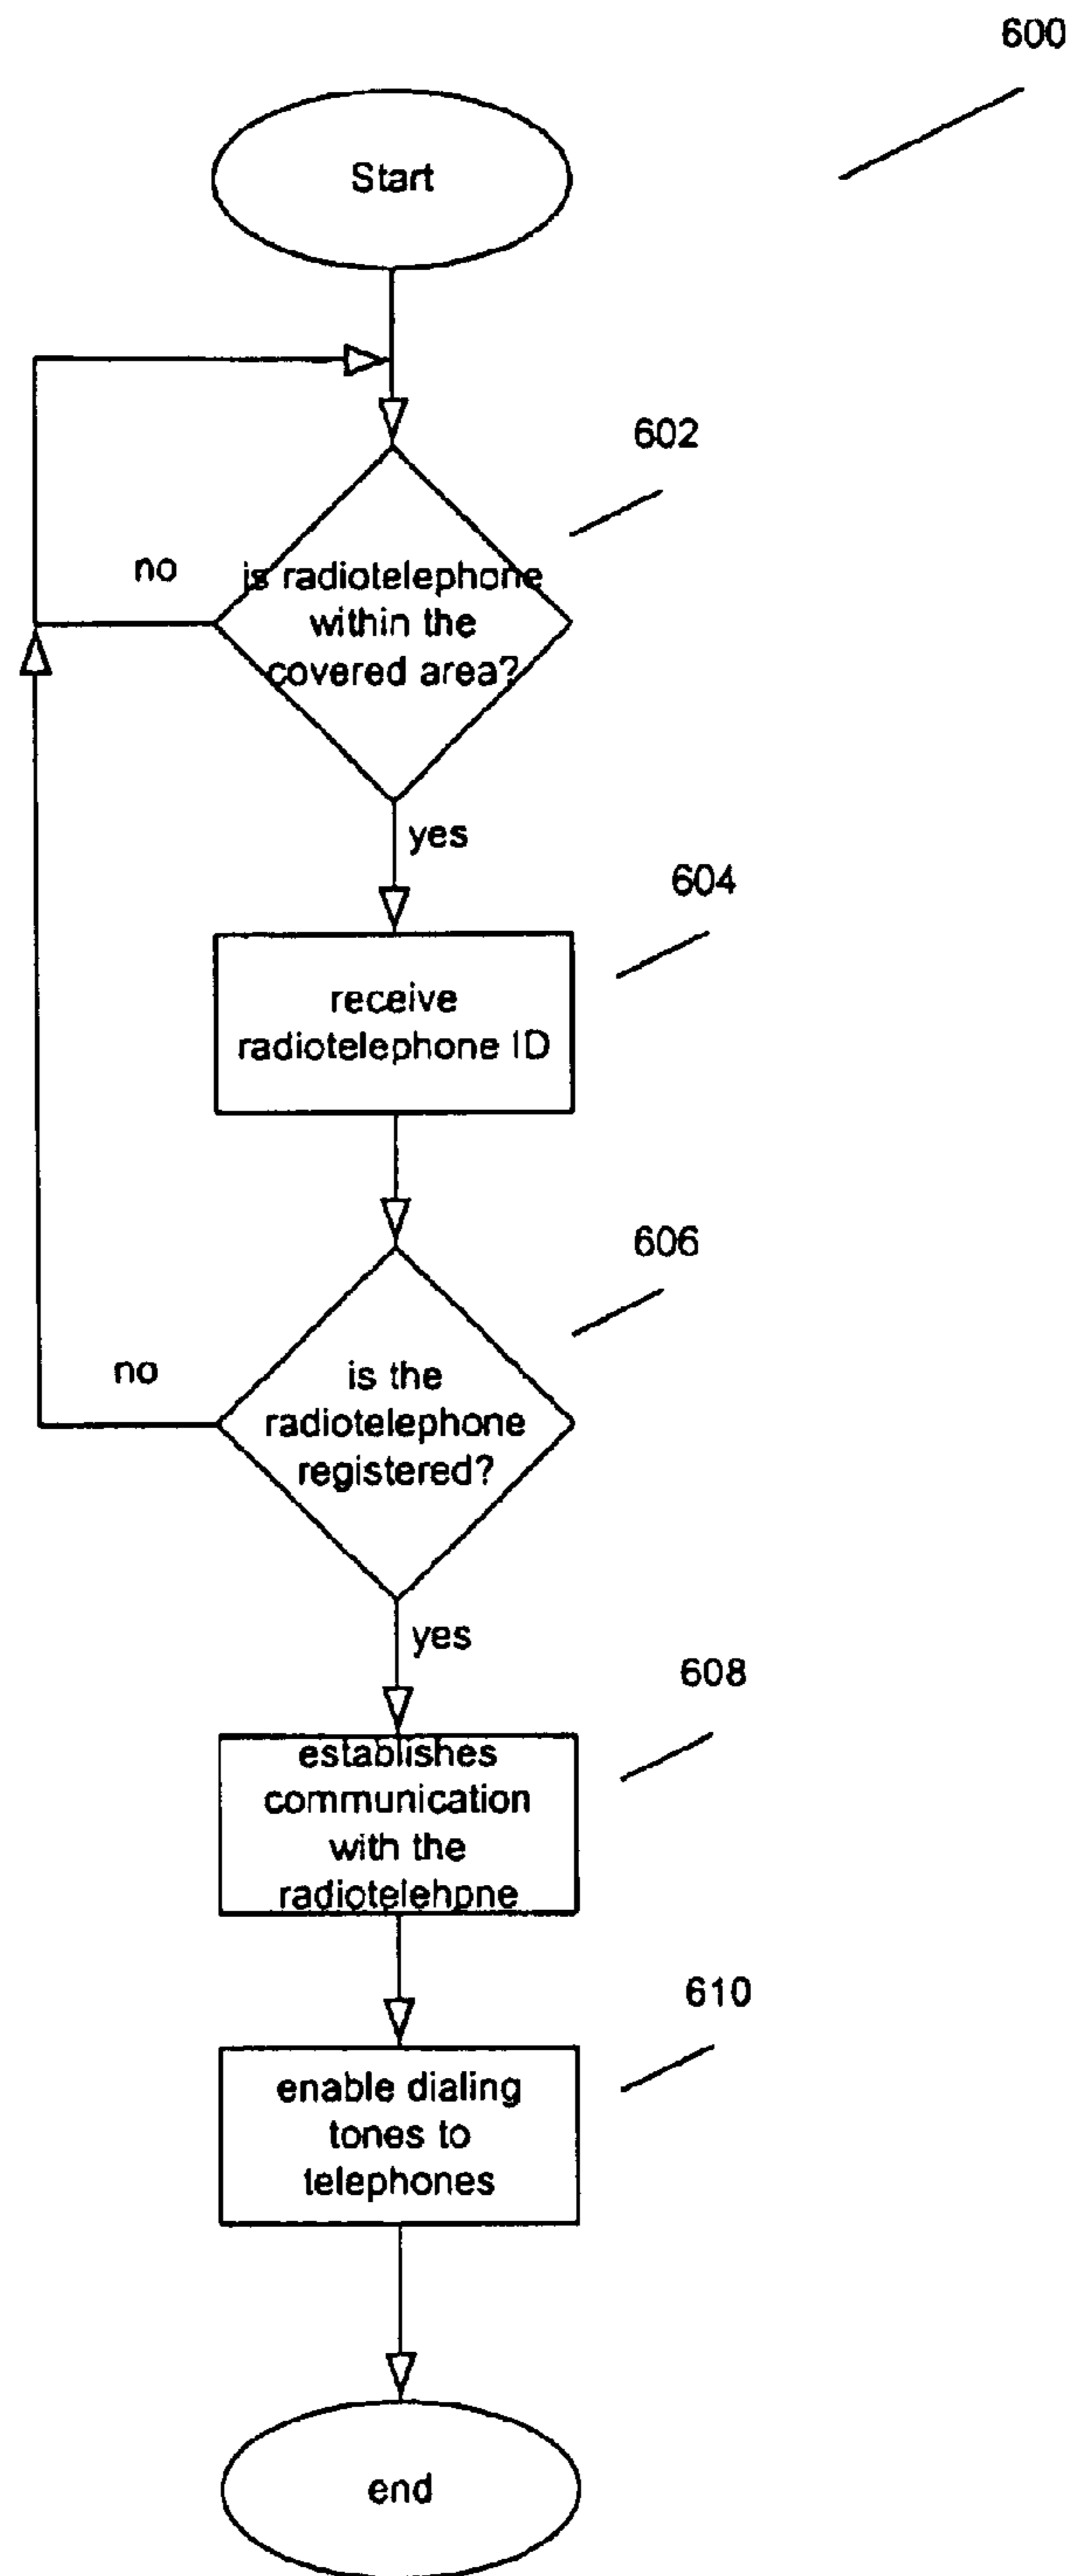 600
Start
602
no
is radiotelephone
within the
covered area?
yes
604
receive
radiotelephone ID
606
no
is the
radiotelephone
registered?
yes
608
establishes
communication
with the
radiotelehpne
610
enable dialing
tones to
telephones
end